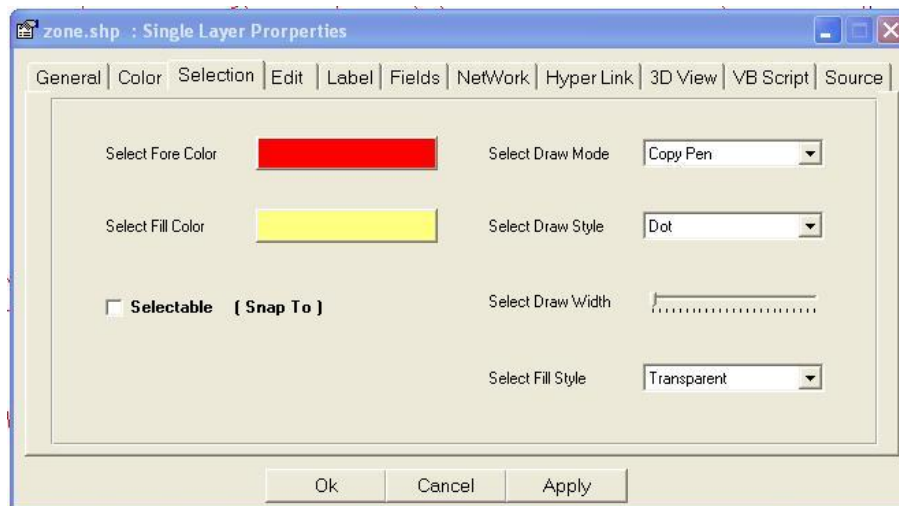 zone.shp : Single Layer Prorperties
General Color Selection Edit Label Fields NetWork Hyper Link 3D View VB Script Source
Select Fore Color Select Draw Mode Copy Pen
Select Fill Color Select Draw Style Dot
Selectable ( Snap To ) Select Draw Width
Select Fill Style Transparent
Ok Cancel Apply